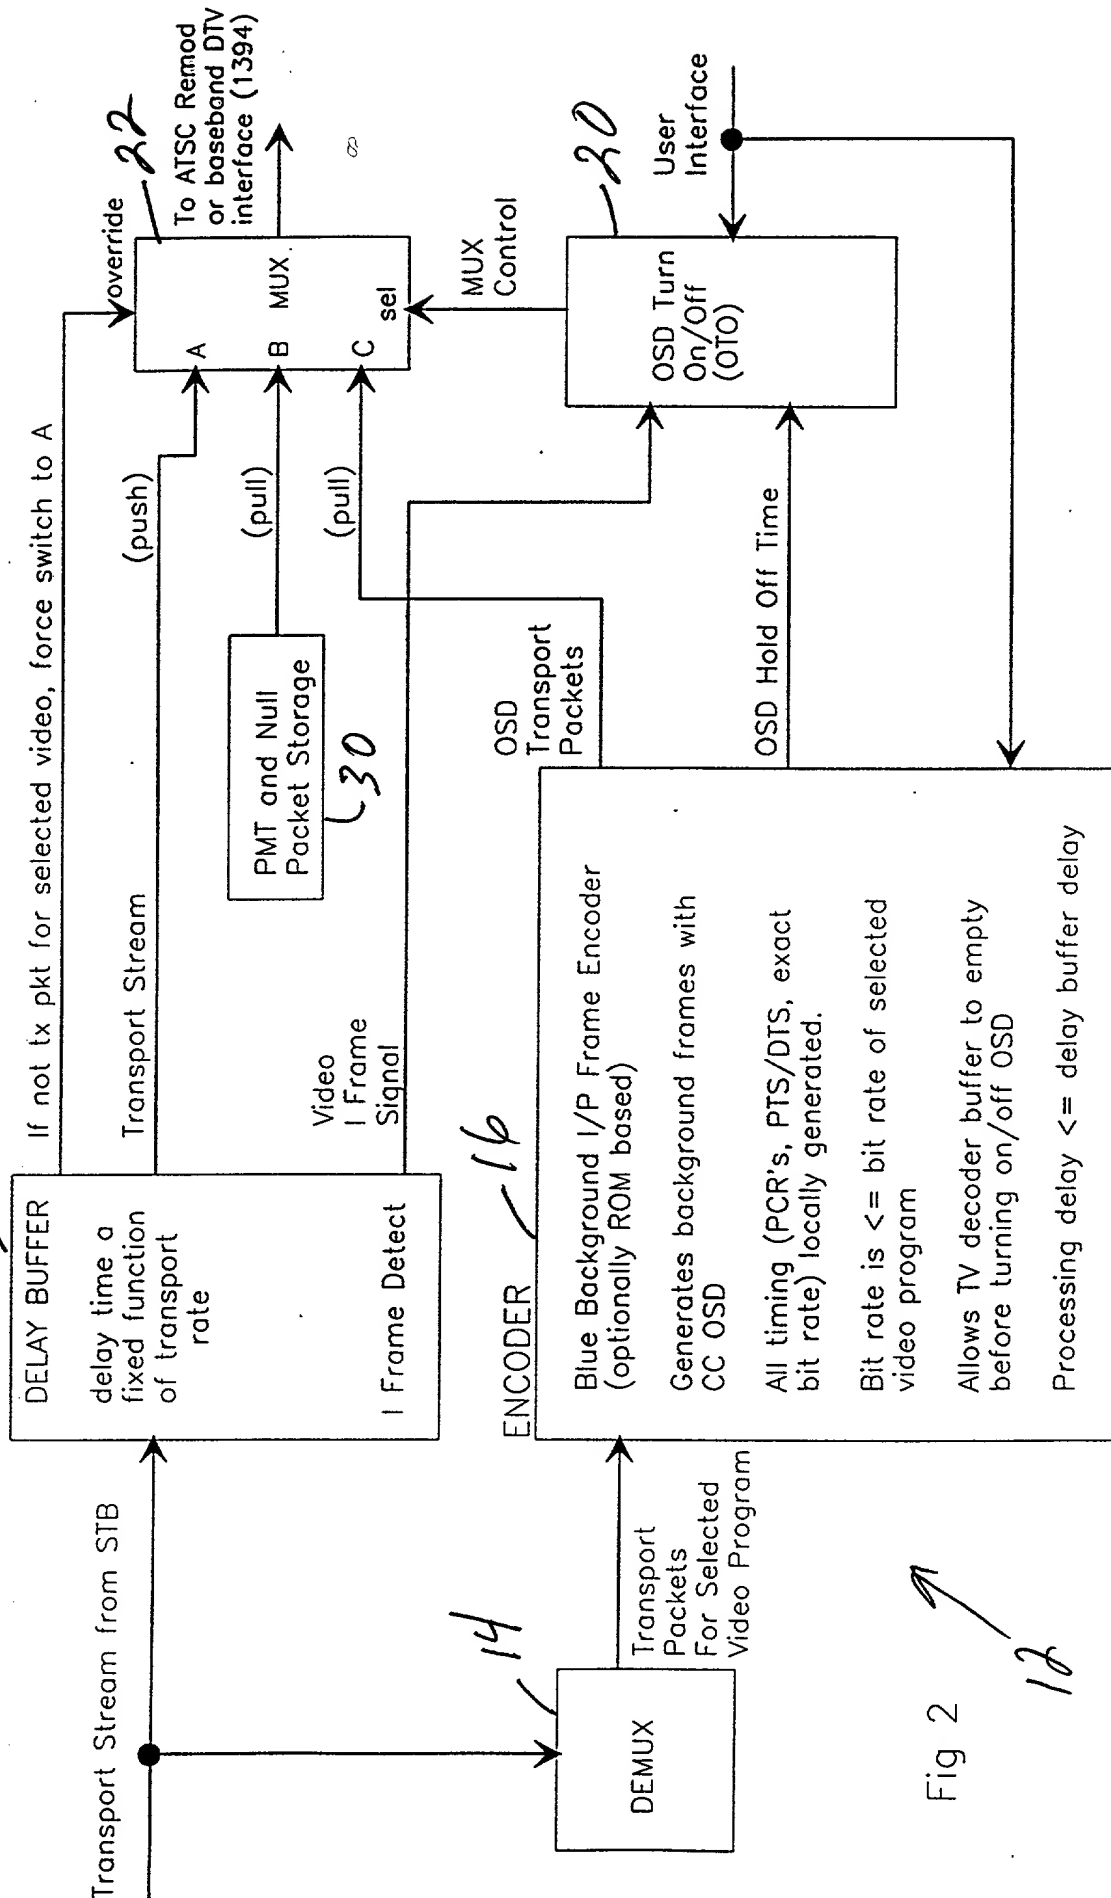 Transport Stream from STB
DELAY BUFFER
delay time a
fixed function
of transport
rate
I Frame Detect
If not tx pkt for selected video, force switch to A
Transport Stream
(push)
Video
I Frame
Signal
PMT and Null
Packet Storage
30
(pull)
(pull)
override
22
A
B
C
MUX
sel
To ATSC Remod
or baseband DTV
interface (1394)
8
MUX
Control
OSD Turn
On/Off
(OTO)
20
User
Interface
14
DEMUX
Transport
Packets
For Selected
Video Program
ENCODER
16
Blue Background I/P Frame Encoder
(optionally ROM based)
Generates background frames with
CC OSD
All timing (PCR's, PTS/DTS, exact
bit rate) locally generated.
Bit rate is <= bit rate of selected
video program
Allows TV decoder buffer to empty
before turning on/off OSD
Processing delay <= delay buffer delay
OSD
Transport
Packets
OSD Hold Off Time
Fig 2
12